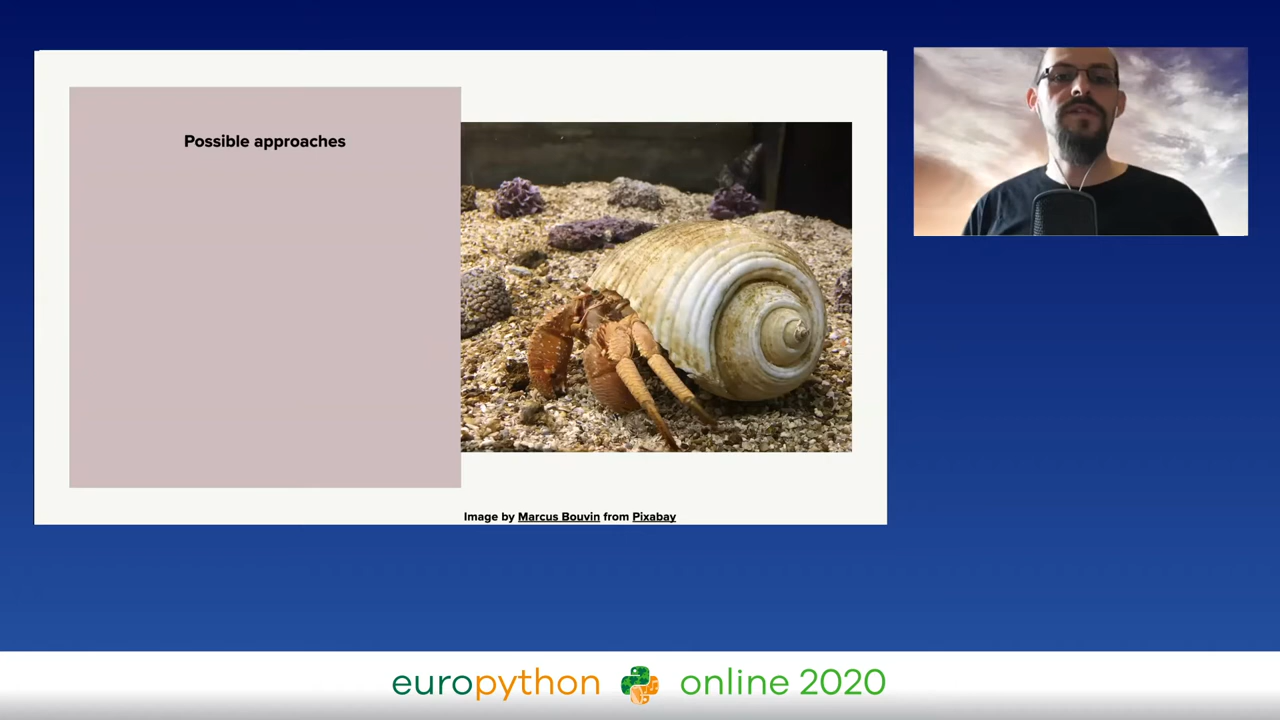 Possible approaches
Image by Marcus Bouvin from Pixabay
europython online 2020